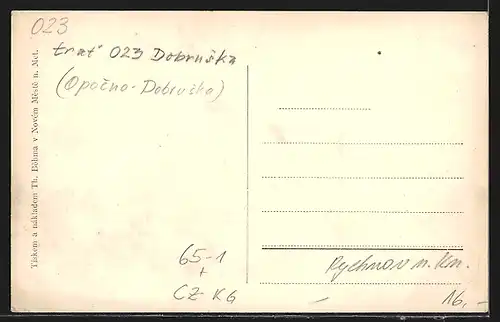 023
trať 023 Dobruška
(Opočno-Dobruško)
Tiskem a nákladem Th. Böhma v Novém Městě n. Met.
65-1
+
CZ KG
Rychnov n. Kn.
16,-